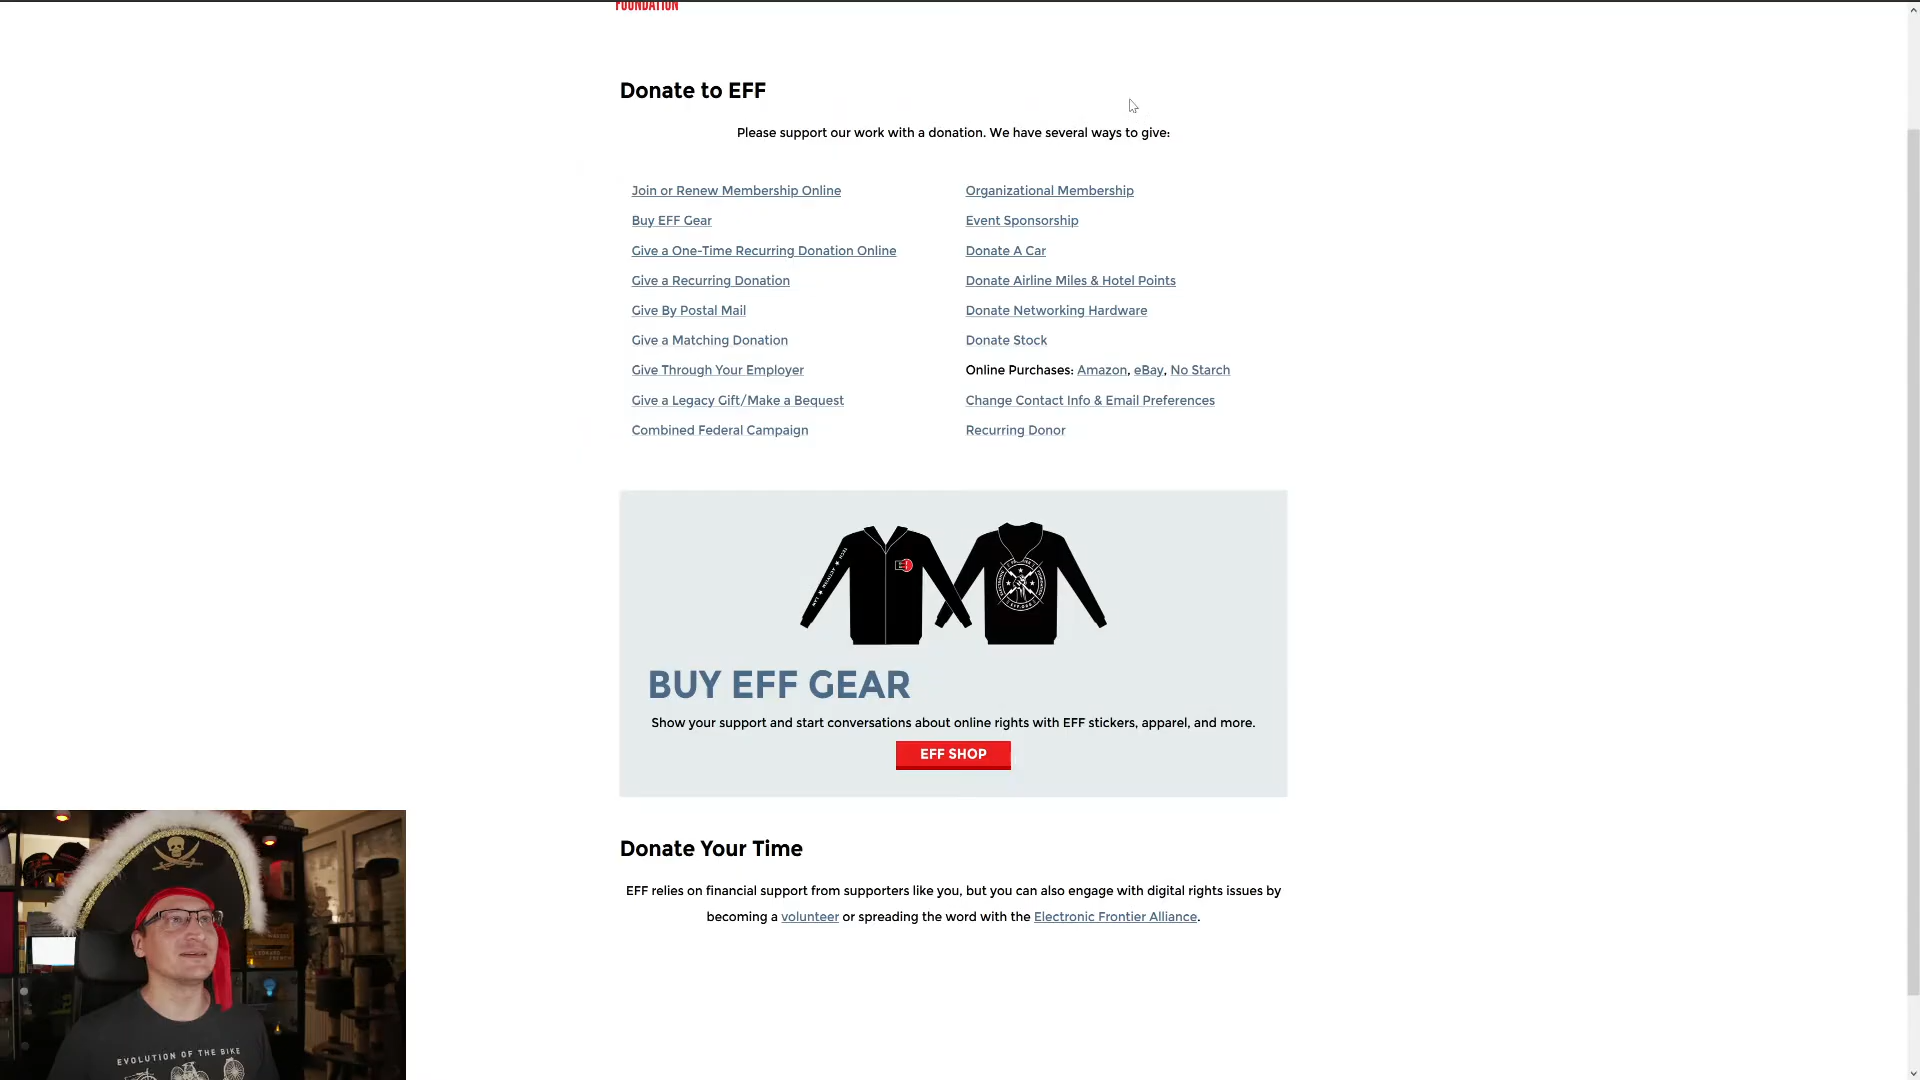 FOUNDATION
Donate to EFF
Please support our work with a donation. We have several ways to give:
Join or Renew Membership Online
Buy EFF Gear
Give a One-Time Recurring Donation Online
Give a Recurring Donation
Give By Postal Mail
Give a Matching Donation
Give Through Your Employer
Give a Legacy Gift/Make a Bequest
Combined Federal Campaign
Organizational Membership
Event Sponsorship
Donate A Car
Donate Airline Miles & Hotel Points
Donate Networking Hardware
Donate Stock
Online Purchases: Amazon, eBay, No Starch
Change Contact Info & Email Preferences
Recurring Donor
BUY EFF GEAR
Show your support and start conversations about online rights with EFF stickers, apparel, and more.
EFF SHOP
Donate Your Time
EFF relies on financial support from supporters like you, but you can also engage with digital rights issues by
becoming a volunteer or spreading the word with the Electronic Frontier Alliance.
EVOLUTION OF THE BIKE